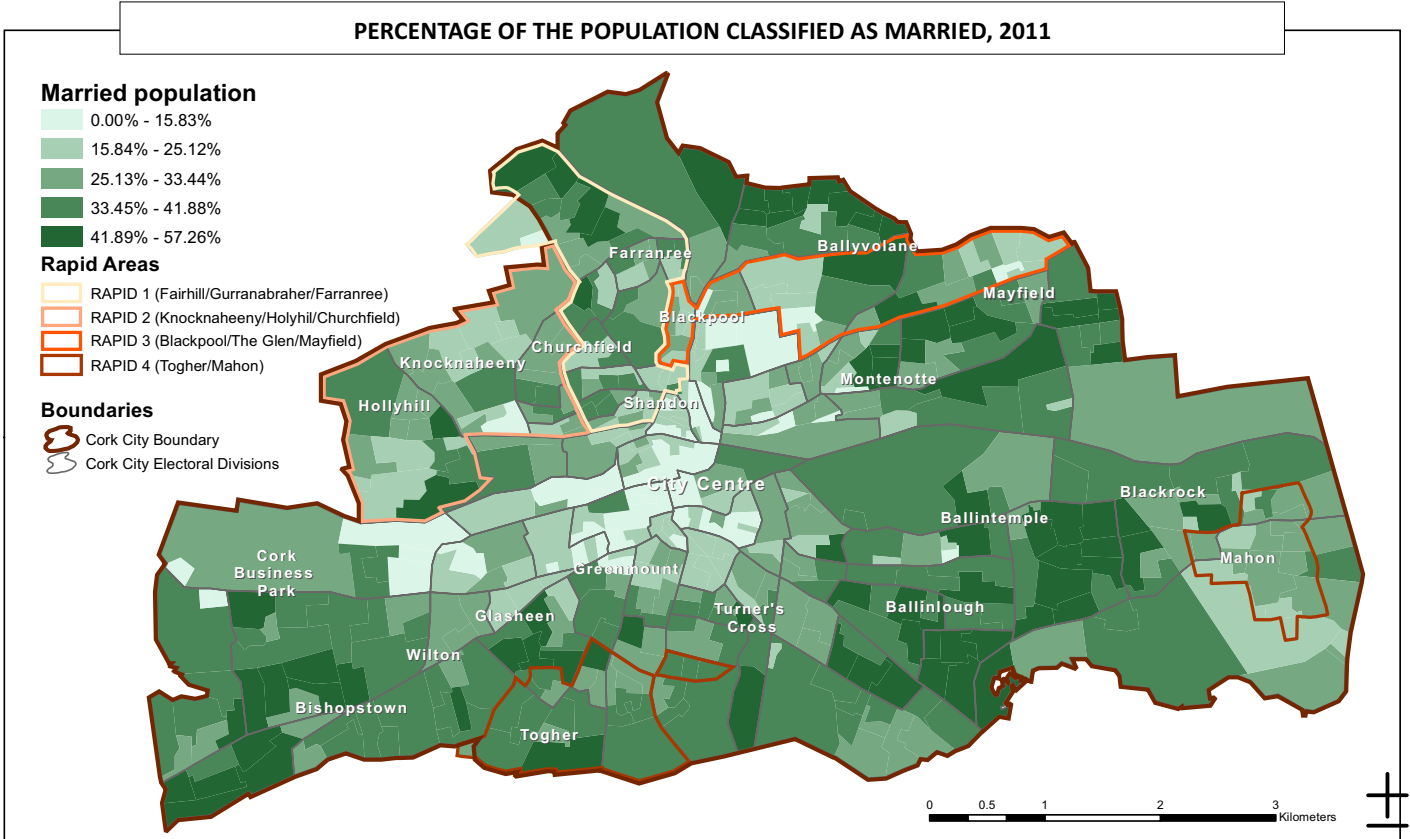 PERCENTAGE OF THE POPULATION CLASSIFIED AS MARRIED, 2011
Married population
0.00% - 15.83%
15.84% - 25.12%
25.13% - 33.44%
33.45% - 41.88%
41.89% - 57.26%
Rapid Areas
RAPID 1 (Fairhill/Gurranabraher/Farranree)
RAPID 2 (Knocknaheeny/Holyhil/Churchfield)
RAPID 3 (Blackpool/The Glen/Mayfield)
RAPID 4 (Togher/Mahon)
Boundaries
Cork City Boundary
Cork City Electoral Divisions
Farranree
Ballyvolane
Mayfield
Blackpool
Churchfield
Knocknaheeny
Montenotte
Hollyhill
Shandon
City Centre
Blackrock
Ballintemple
Cork
Business
Park
Greenmount
Mahon
Glasheen
Turner's
Cross
Ballinlough
Wilton
Bishopstown
Togher
0
0.5
1
2
3
Kilometers